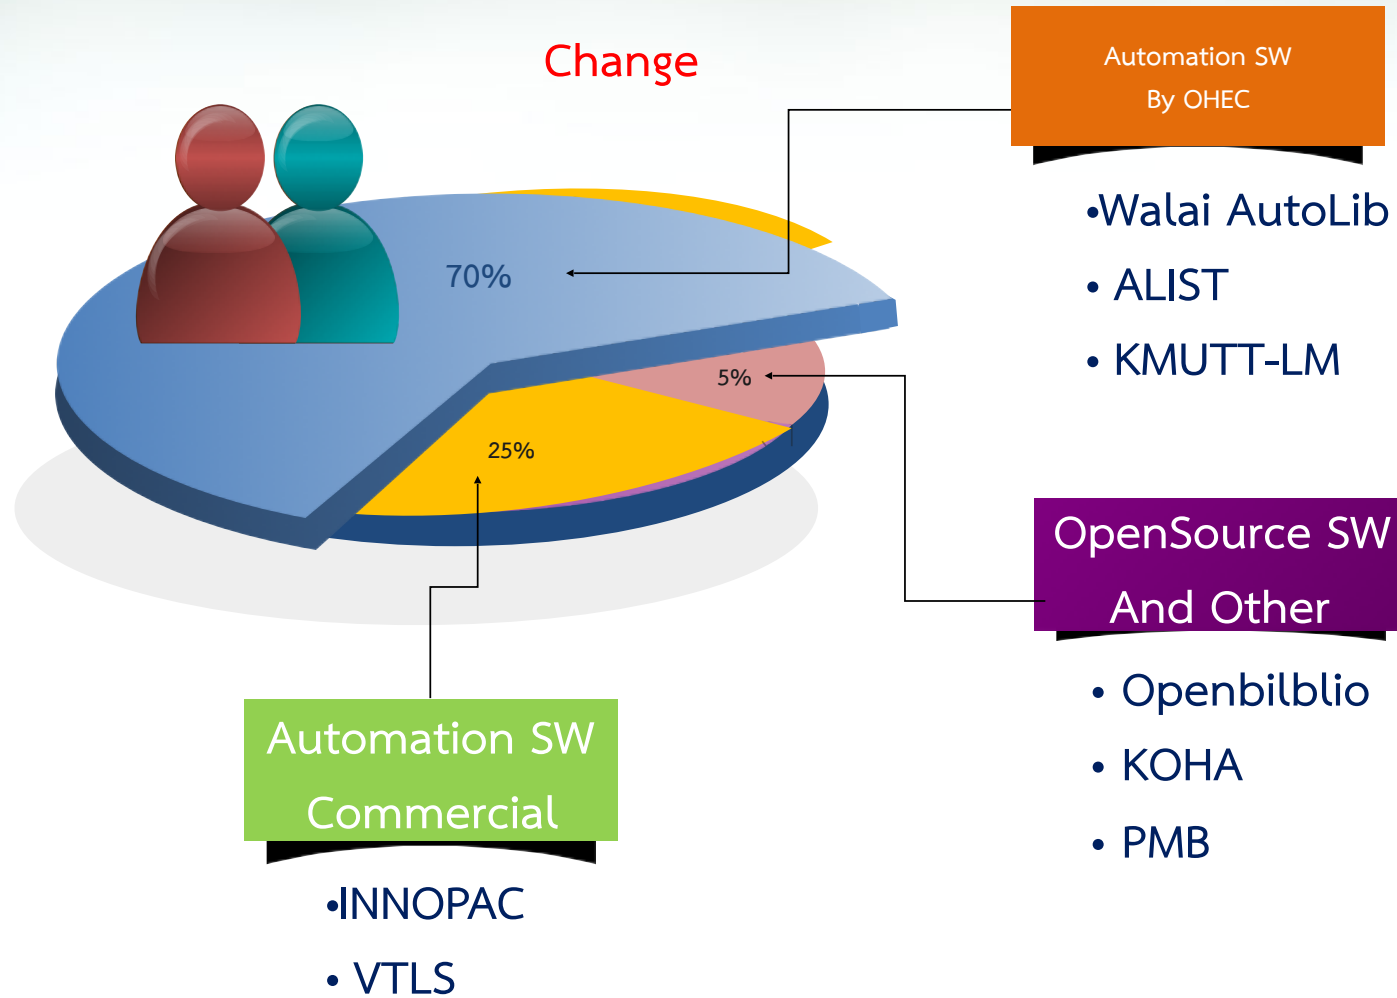 Change
Automation SW
By OHEC
•Walai AutoLib
• ALIST
• KMUTT-LM
70%
5%
25%
OpenSource SW
And Other
• Openbilblio
• KOHA
• PMB
Automation SW
Commercial
•INNOPAC
• VTLS